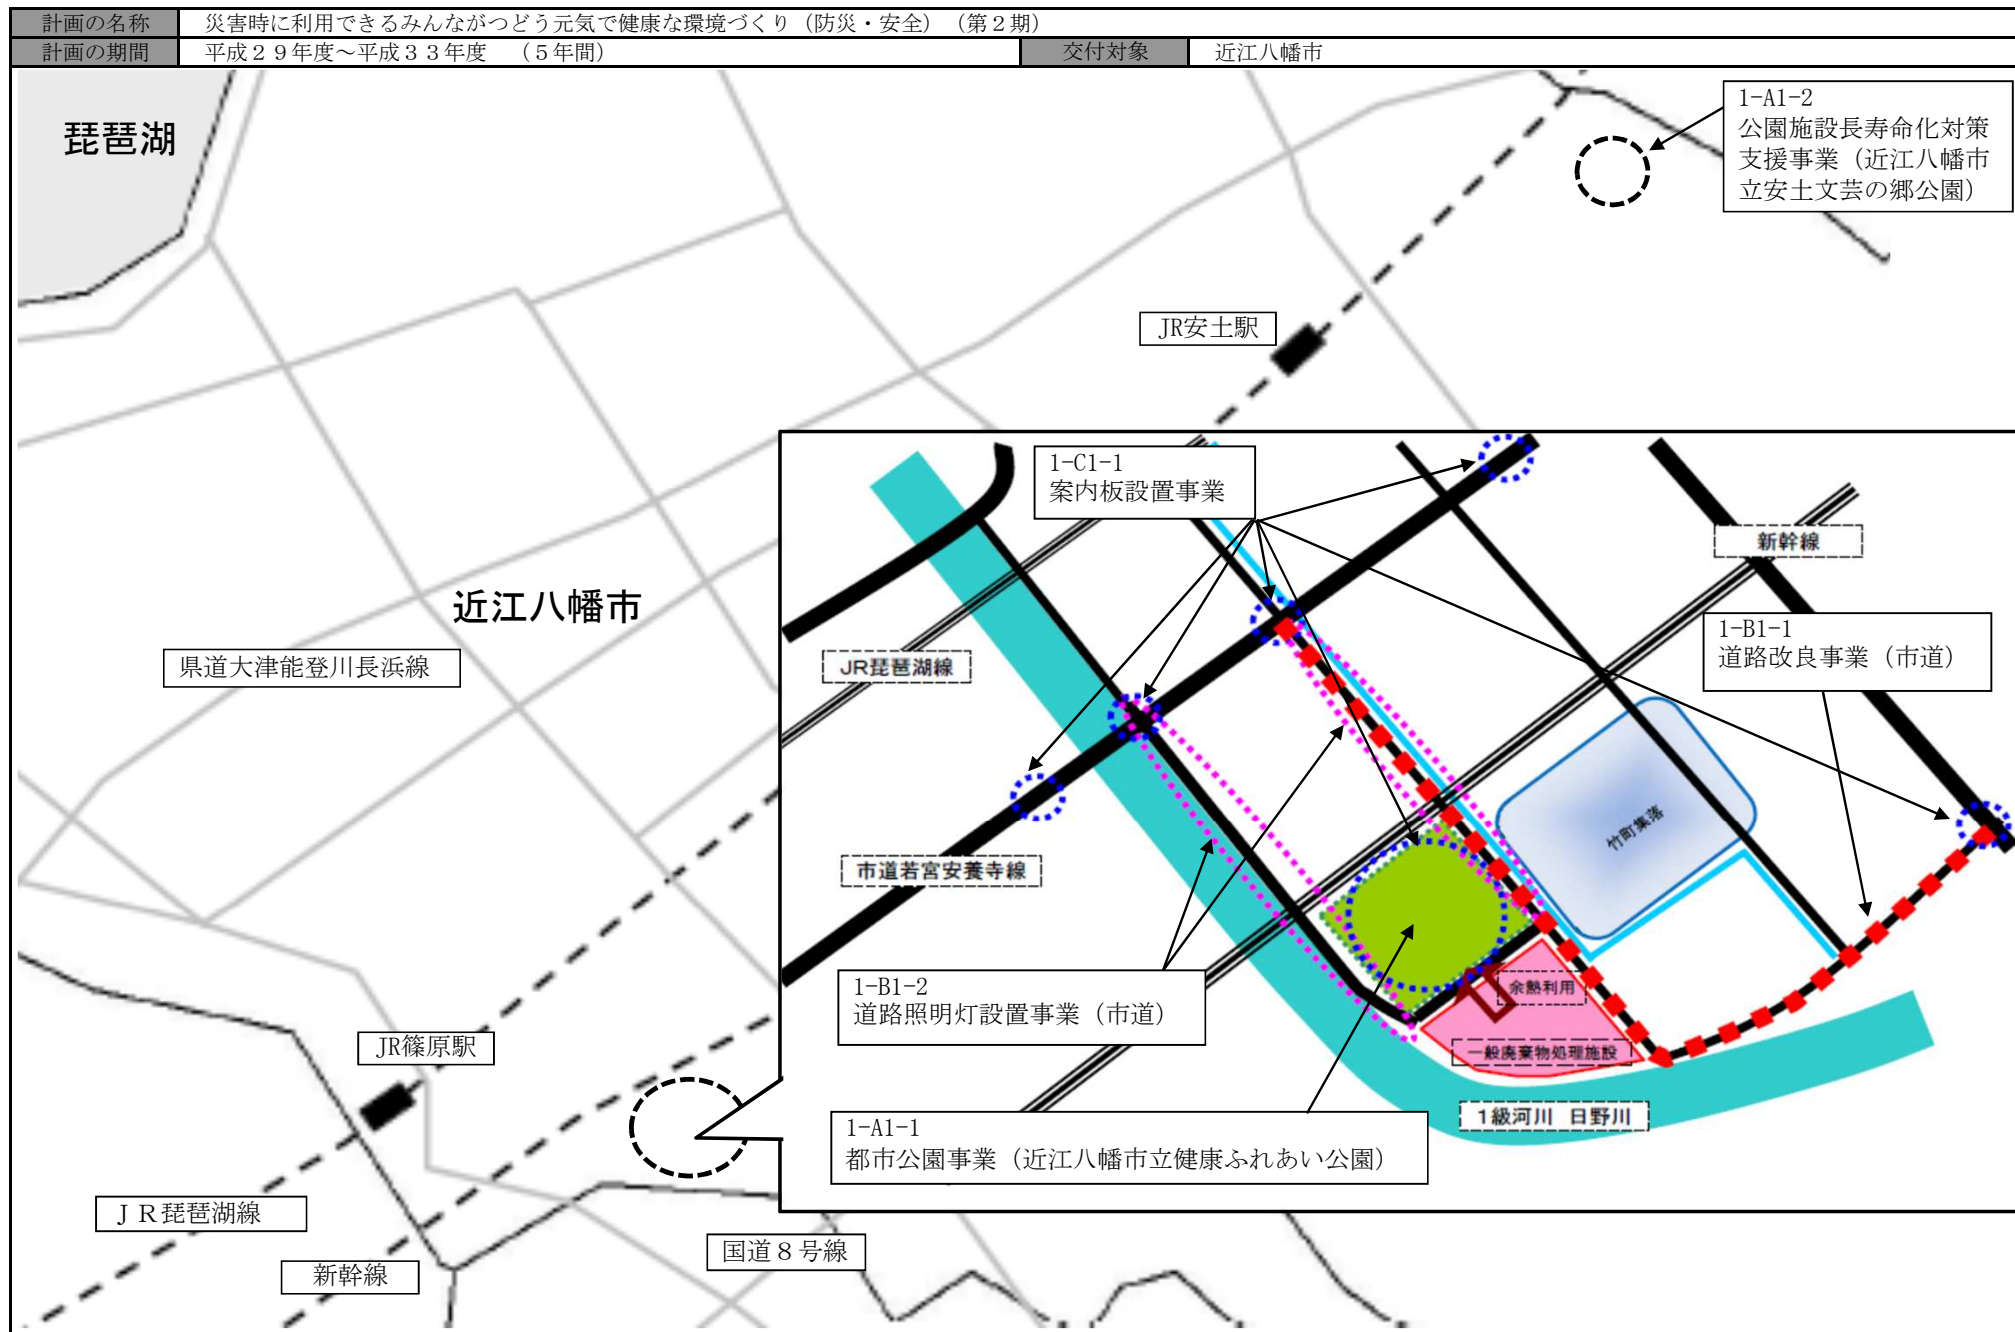 計画の名称 災害時に利用できるみんながつどう元気で健康な環境づくり（防災・安全）（第２期）
計画の期間 平成２９年度～平成３３年度　（５年間） 交付対象 近江八幡市
琵琶湖
1-A1-2
公園施設長寿命化対策
支援事業（近江八幡市
立安土文芸の郷公園）
JR安土駅
1-C1-1
案内板設置事業
新幹線
近江八幡市
県道大津能登川長浜線
JR琵琶湖線
1-B1-1
道路改良事業（市道）
竹町集落
市道若宮安養寺線
1-B1-2
道路照明灯設置事業（市道）
余熱利用
一般廃棄物処理施設
JR篠原駅
1級河川 日野川
1-A1-1
都市公園事業（近江八幡市立健康ふれあい公園）
ＪＲ琵琶湖線
国道８号線
新幹線